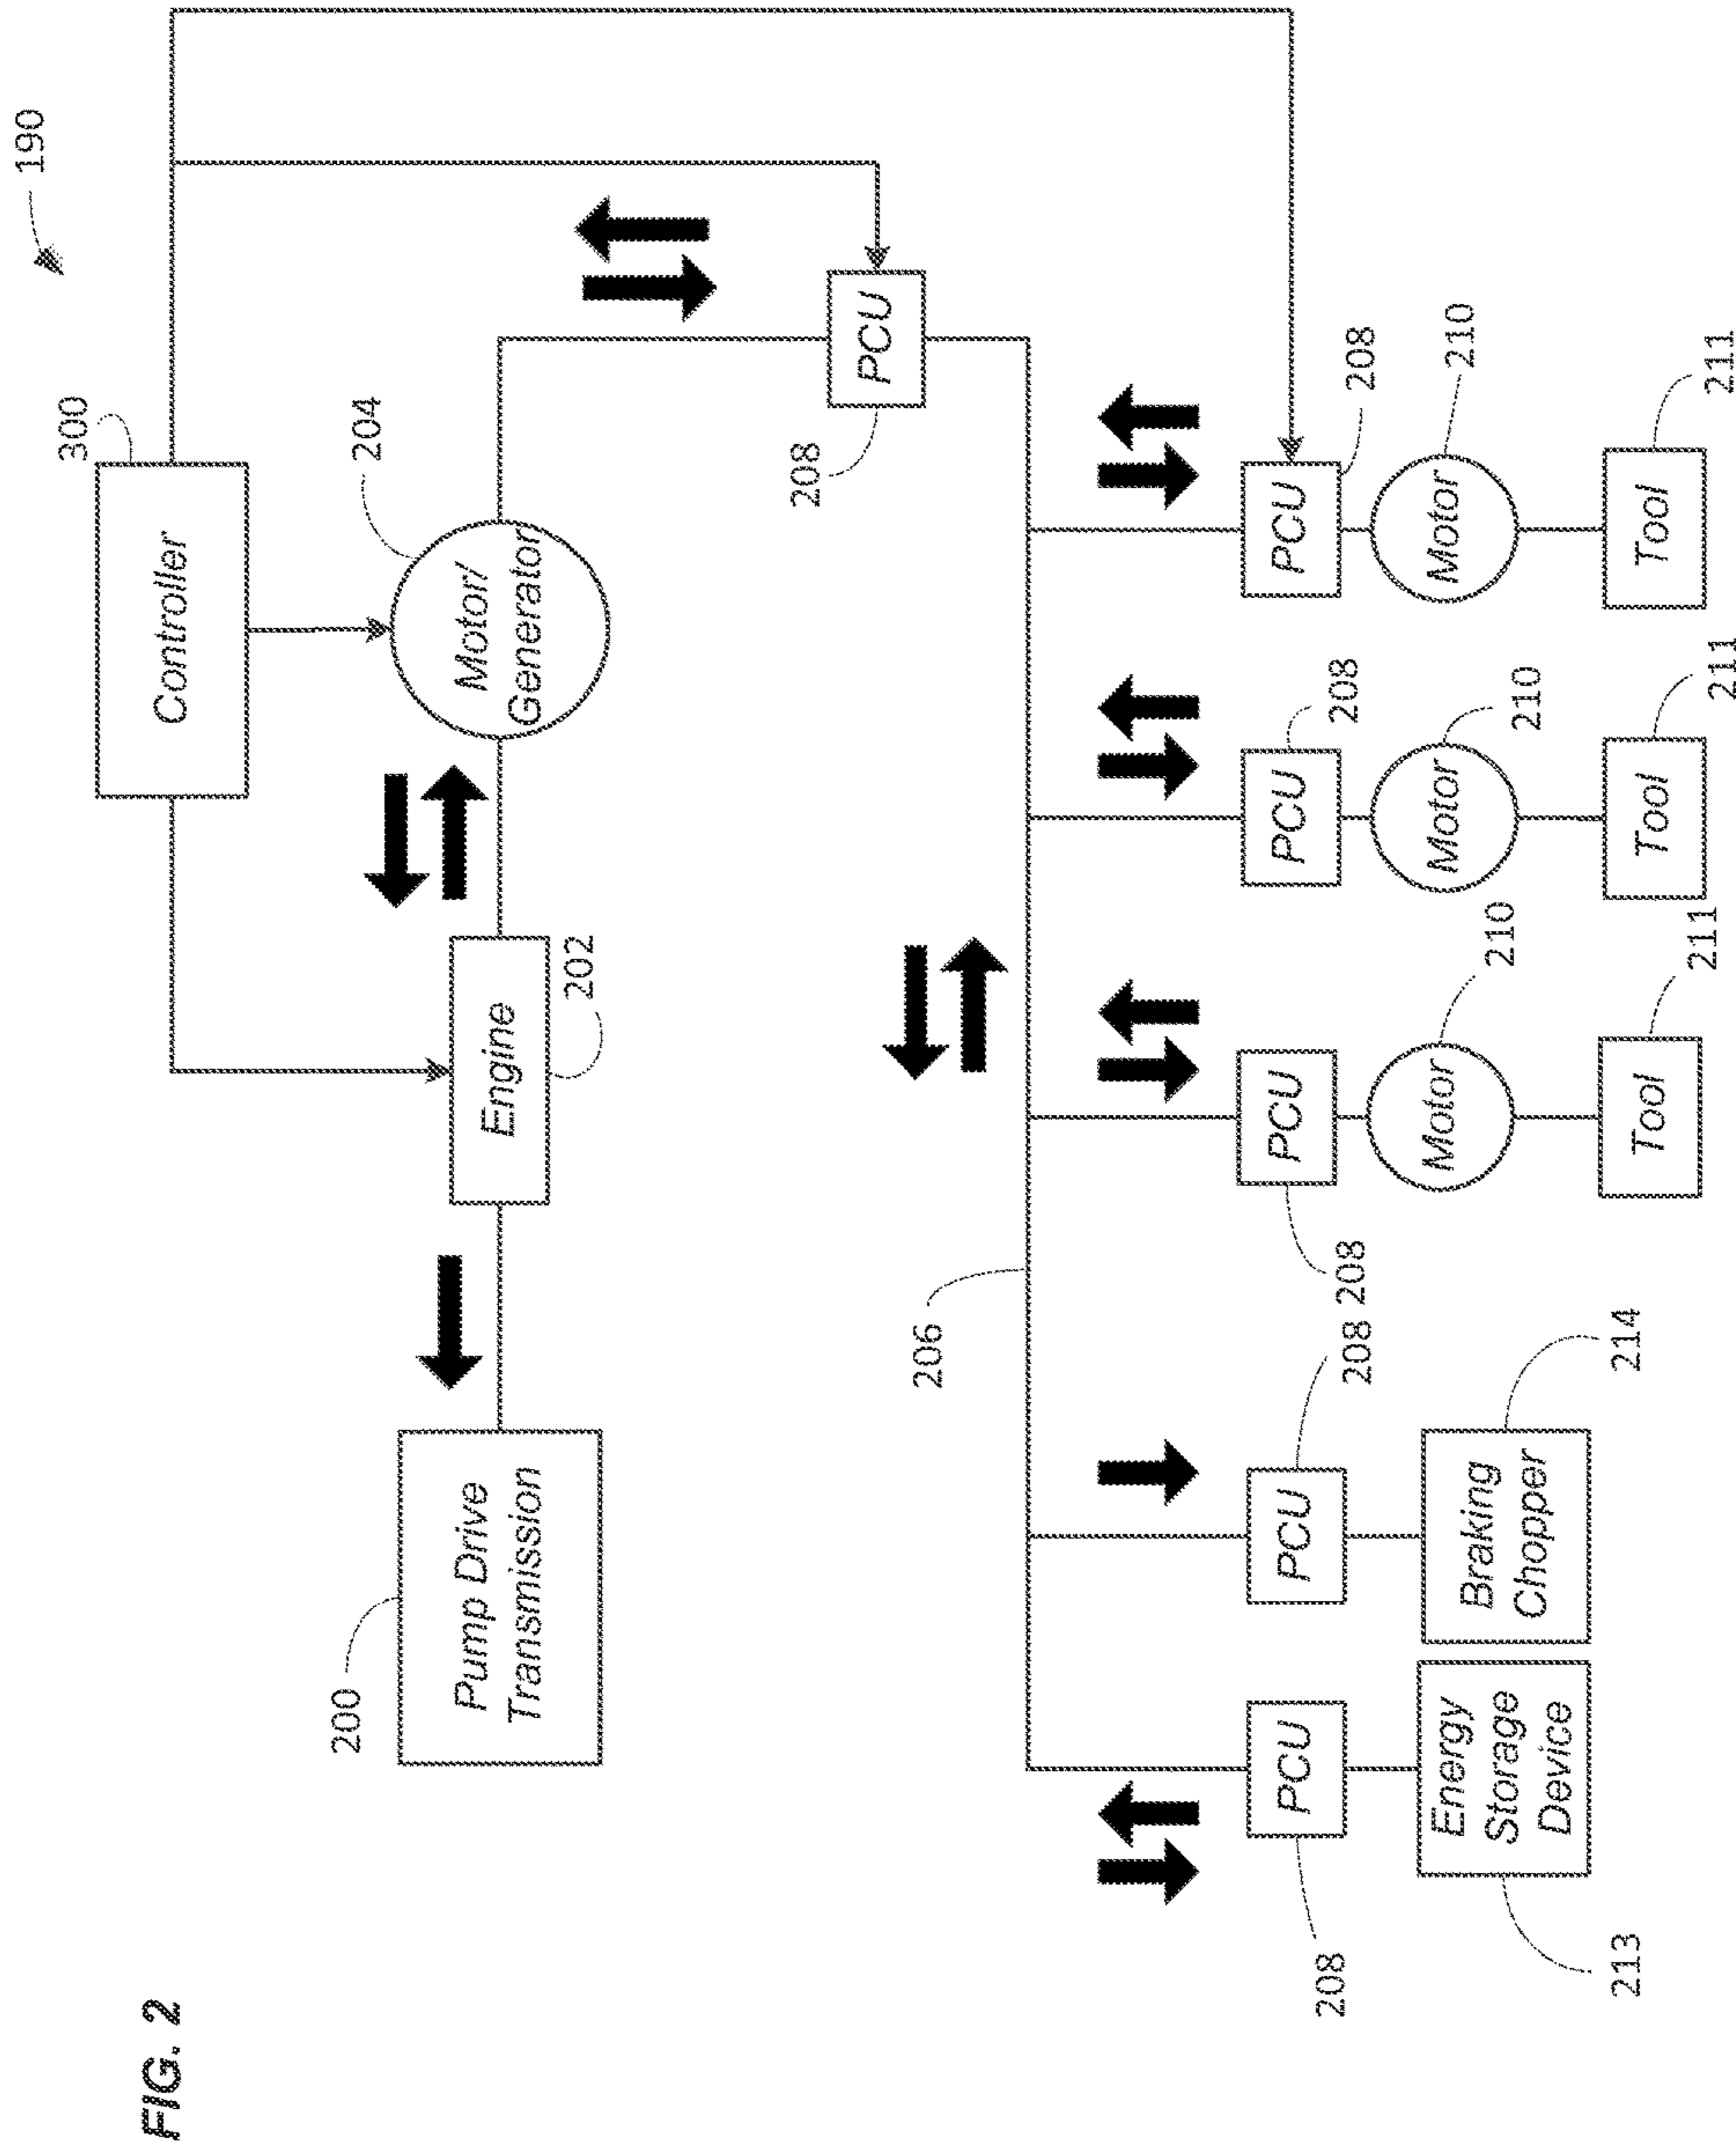 FIG. 2
190
300
Controller
204
Motor/
Generator
Engine
202
200
Pump Drive
Transmission
PCU
208
206
PCU
208
Energy
Storage
Device
213
PCU
208
Braking
Chopper
214
PCU
208
Motor
210
Tool
211
PCU
208
Motor
210
Tool
211
PCU
208
Motor
210
Tool
211